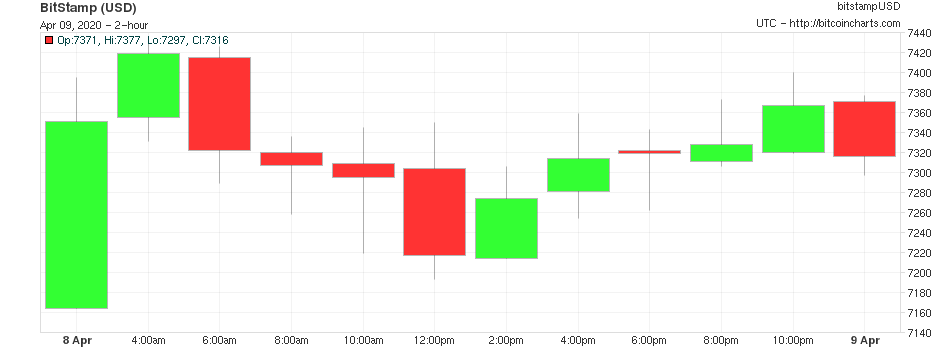 BitStamp (USD)
bitstampUSD
Apr 09, 2020 - 2-hour
UTC - http://bitcoincharts.com
Op:7371, Hi:7377, Lo:7297, Cl:7316
7440
7420
7400
7380
7360
7340
7320
7300
7280
7260
7240
7220
7200
7180
7160
7140
8 Apr 4:00am 6:00am 8:00am 10:00am 12:00pm 2:00pm 4:00pm 6:00pm 8:00pm 10:00pm 9 Apr